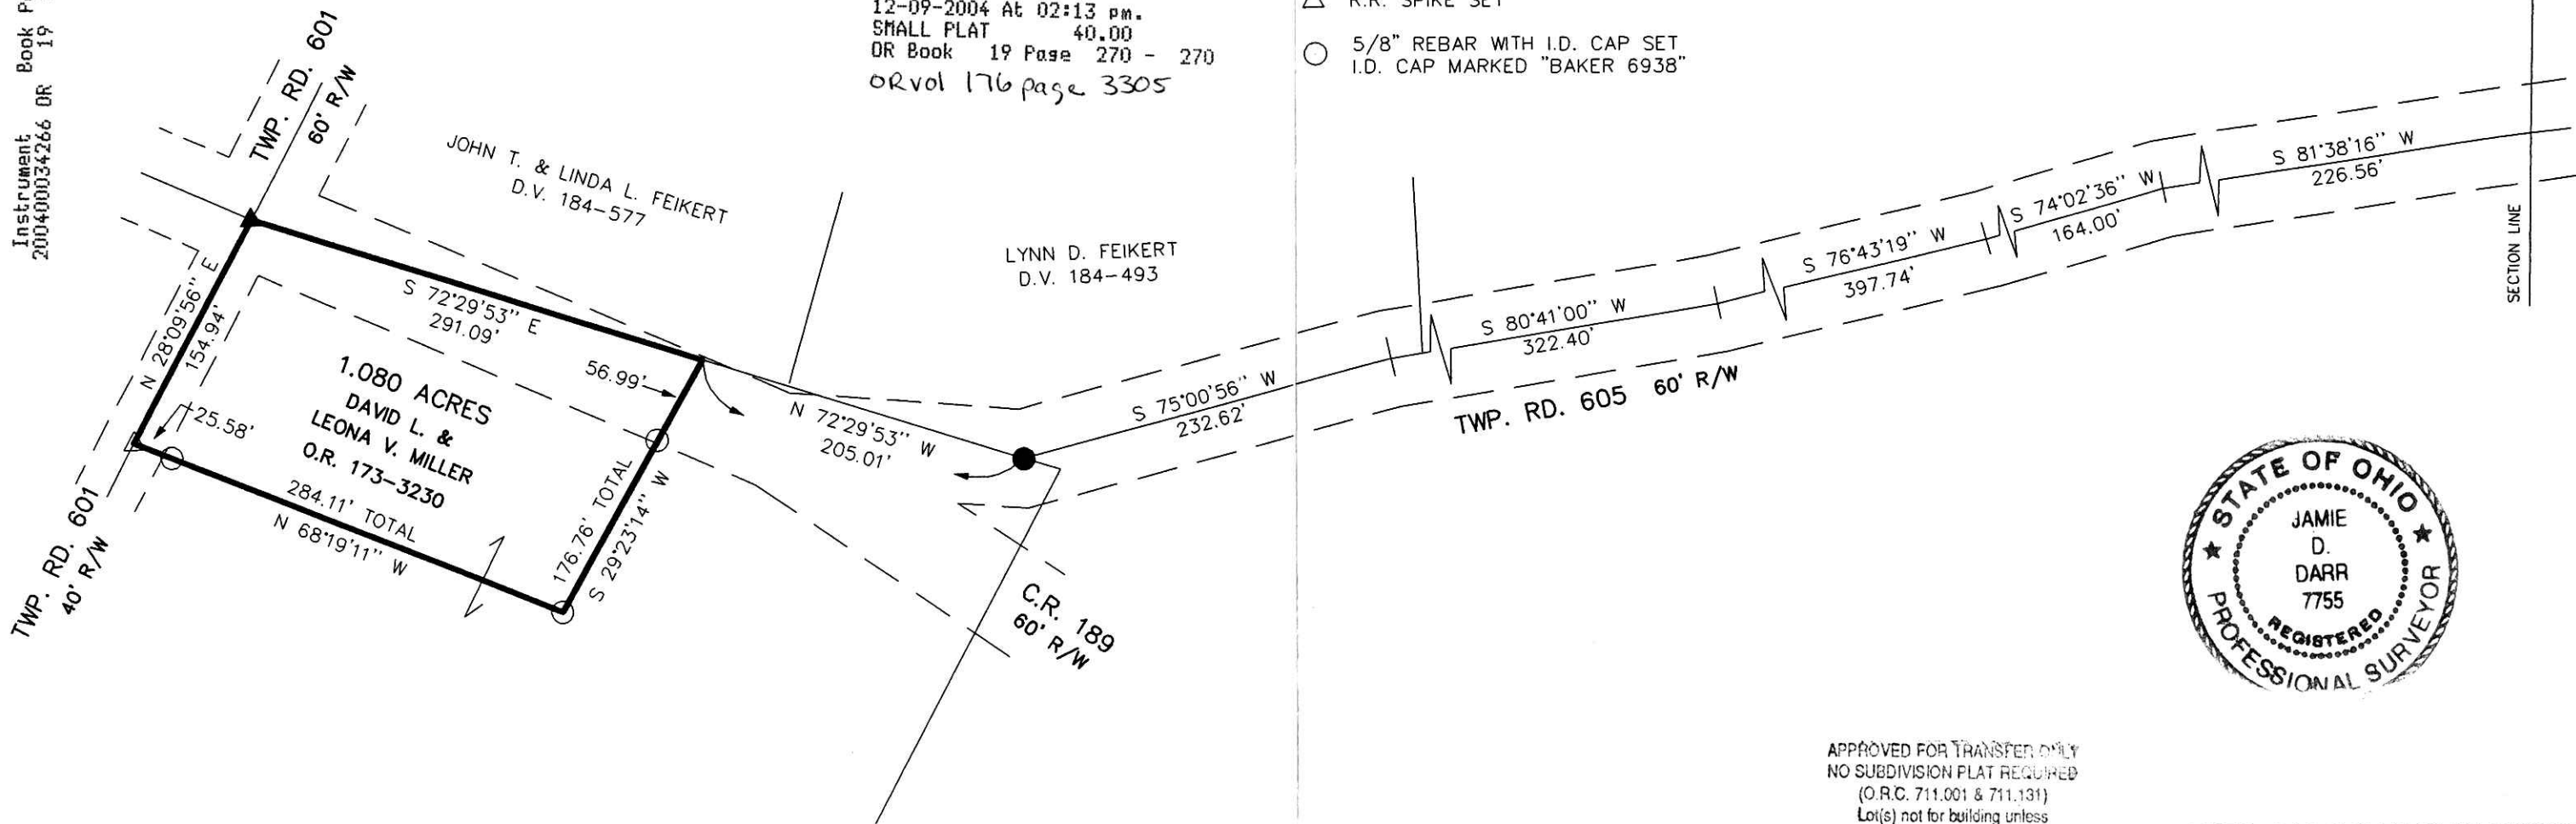 Instrument Book
200400034266 OR 19
12-09-2004 At 02:13 pm.
SMALL PLAT 40.00
OR Book 19 Page 270 - 270
OR vol 176 page 3305
R.R. SPIKE SET
5/8" REBAR WITH I.D. CAP SET
I.D. CAP MARKED "BAKER 6938"
TWP. RD. 601
60' R/W
JOHN T. & LINDA L. FEIKERT
D.V. 184-577
LYNN D. FEIKERT
D.V. 184-493
S 81°38'16" W
226.56'
S 74°02'36" W
164.00'
S 76°43'19" W
397.74'
S 80°41'00" W
322.40'
S 75°00'56" W
232.62'
TWP. RD. 605 60' R/W
SECTION LINE
N 28°09'56" E
154.94'
S 72°29'53" E
291.09'
56.99'
N 72°29'53" W
205.01'
25.58'
1.080 ACRES
DAVID L. &
LEONA V. MILLER
O.R. 173-3230
284.11' TOTAL
N 68°19'11" W
176.76' TOTAL
S 29°23'14" W
TWP. RD. 601
40' R/W
C.R. 189
60' R/W
STATE OF OHIO
JAMIE
D.
DARR
7755
REGISTERED
PROFESSIONAL SURVEYOR
APPROVED FOR TRANSFER ONLY
NO SUBDIVISION PLAT REQUIRED
(O.R.C. 711.001 & 711.131)
Lot(s) not for building unless